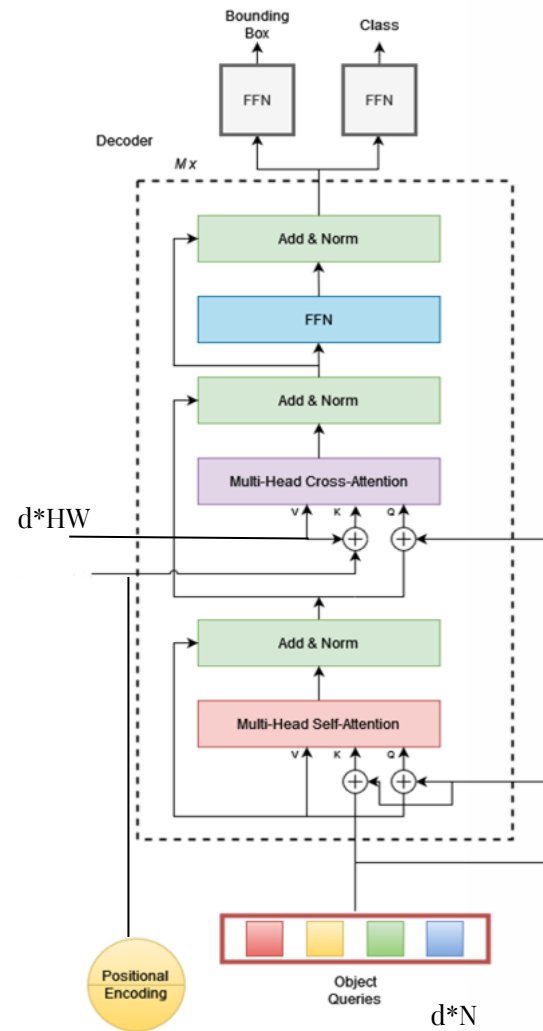 Bounding
Box
Class
FFN
FFN
Decoder
M x
Add & Norm
FFN
Add & Norm
Multi-Head Cross-Attention
V
K
Q
d*HW
Add & Norm
Multi-Head Self-Attention
V
K
Q
Positional
Encoding
Object
Queries
d*N